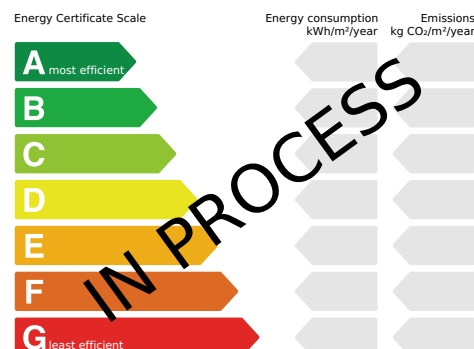 Energy Certificate Scale
Energy consumption
kWh/m²/year
Emissions
kg CO₂/m²/year
A most efficient
B
C
D
E
F
G least efficient
IN PROCESS